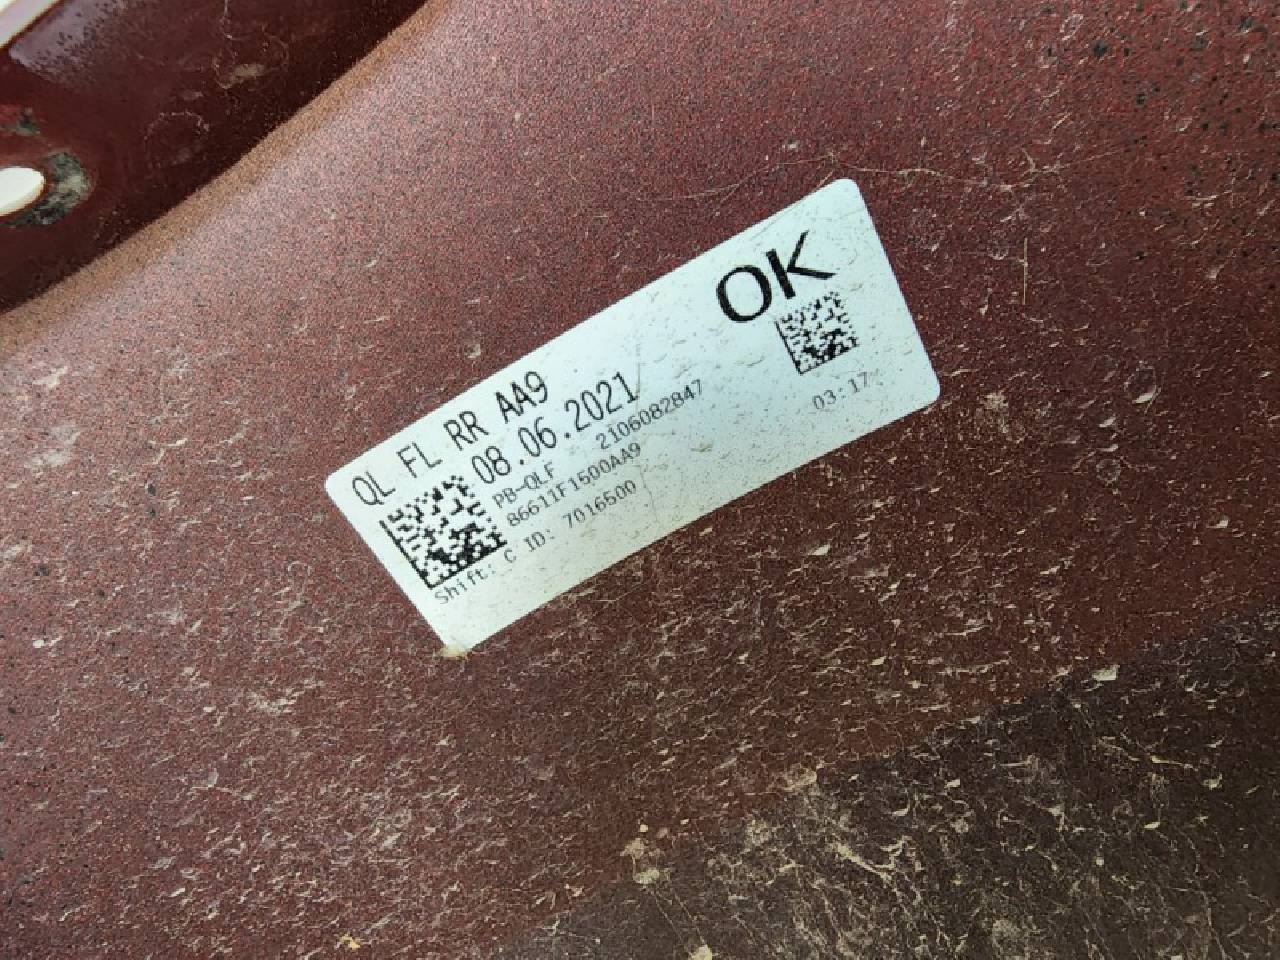 OK
QL FL RR AA9
08.06.2021
PB-QLF 2106082847
86611F1500AA9
Shift: C ID: 7016500
03:17